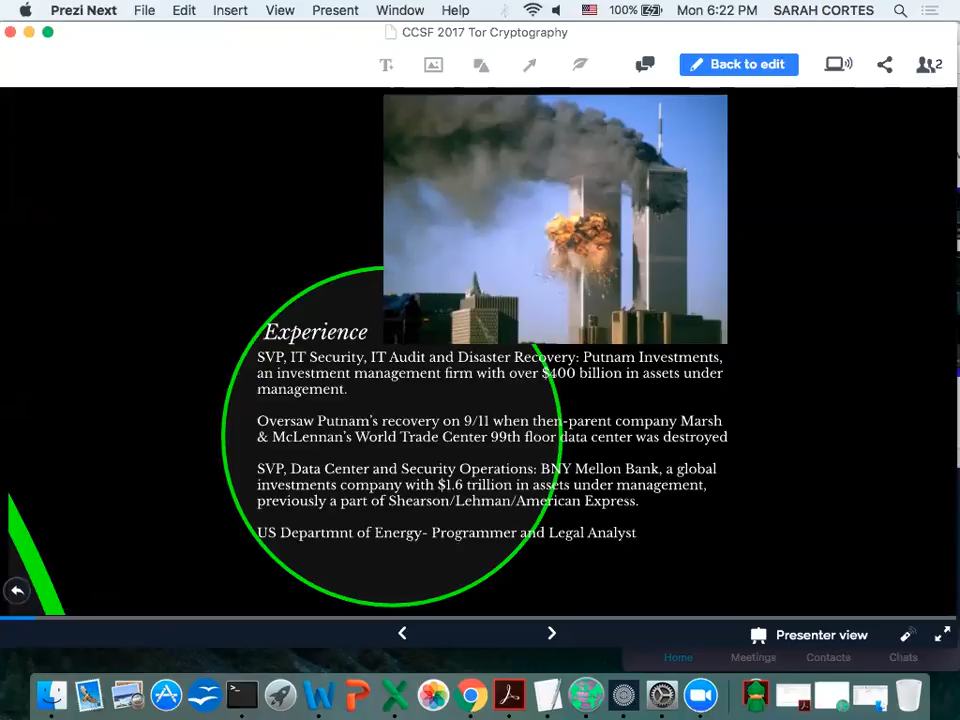 Prezi Next File Edit Insert View Present Window Help 100% Mon 6:22 PM SARAH CORTES
CCSF 2017 Tor Cryptography
Back to edit
2
Experience
SVP, IT Security, IT Audit and Disaster Recovery: Putnam Investments,
an investment management firm with over $400 billion in assets under
management.
Oversaw Putnam's recovery on 9/11 when then-parent company Marsh
& McLennan's World Trade Center 99th floor data center was destroyed
SVP, Data Center and Security Operations: BNY Mellon Bank, a global
investments company with $1.6 trillion in assets under management,
previously a part of Shearson/Lehman/American Express.
US Departmnt of Energy- Programmer and Legal Analyst
Presenter view
Home Meetings Contacts Chats